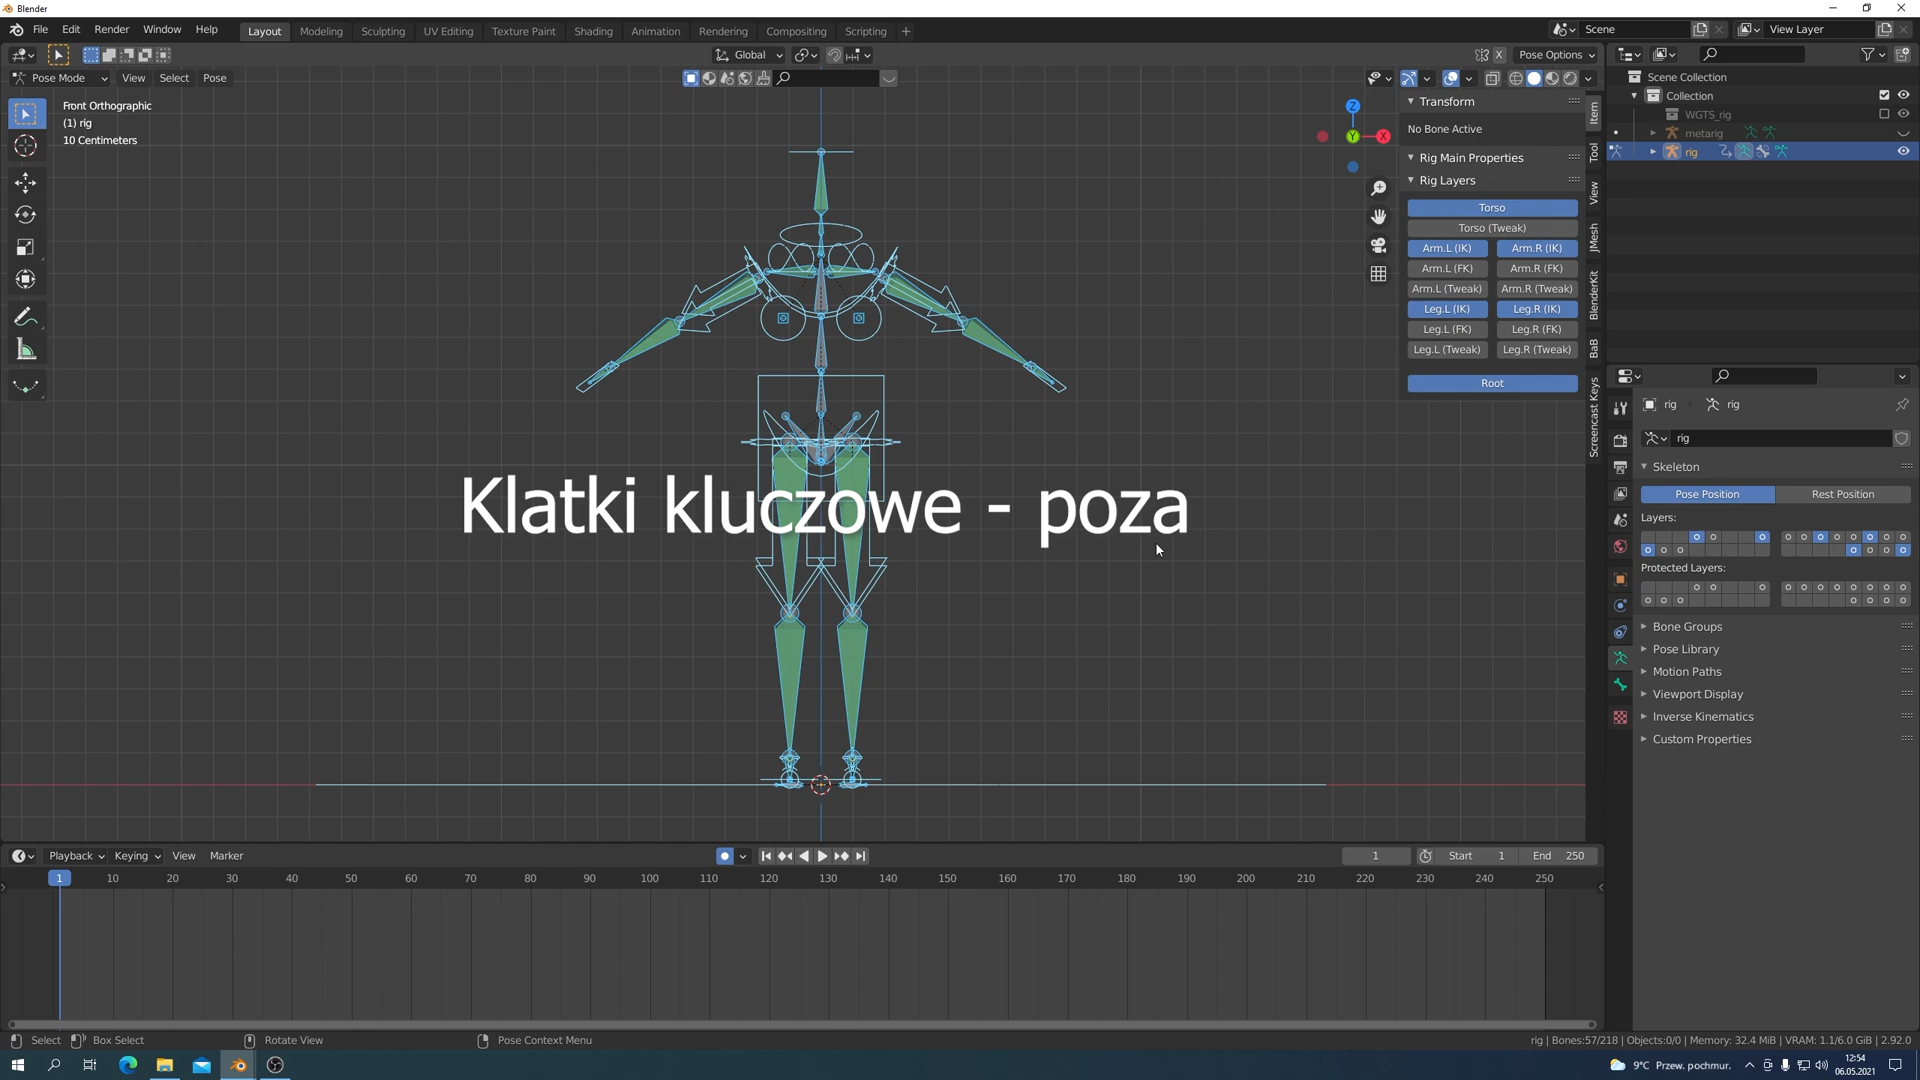 Blender
File Edit Render Window Help Layout Modeling Sculpting UV Editing Texture Paint Shading Animation Rendering Compositing Scripting + Scene View Layer
Global Pose Options
Pose Mode View Select Pose
Front Orthographic
(1) rig
10 Centimeters
Z
Y
X
Transform
No Bone Active
Rig Main Properties
Rig Layers
Torso
Torso (Tweak)
Arm.L (IK) Arm.R (IK)
Arm.L (FK) Arm.R (FK)
Arm.L (Tweak) Arm.R (Tweak)
Leg.L (IK) Leg.R (IK)
Leg.L (FK) Leg.R (FK)
Leg.L (Tweak) Leg.R (Tweak)
Root
Item
Tool
View
JMesh
BlenderKit
BaB
Screencast Keys
Scene Collection
Collection
WGTS_rig
metarig
rig
rig rig
rig
Skeleton
Pose Position Rest Position
Layers:
Protected Layers:
Bone Groups
Pose Library
Motion Paths
Viewport Display
Inverse Kinematics
Custom Properties
Klatki kluczowe - poza
Playback Keying View Marker 1 Start 1 End 250
1 10 20 30 40 50 60 70 80 90 100 110 120 130 140 150 160 170 180 190 200 210 220 230 240 250
Select Box Select Rotate View Pose Context Menu rig | Bones:57/218 | Objects:0/0 | Memory: 32.4 MiB | VRAM: 1.1/6.0 GiB | 2.92.0
9°C Przew. pochmur. 12:54
06.05.2021